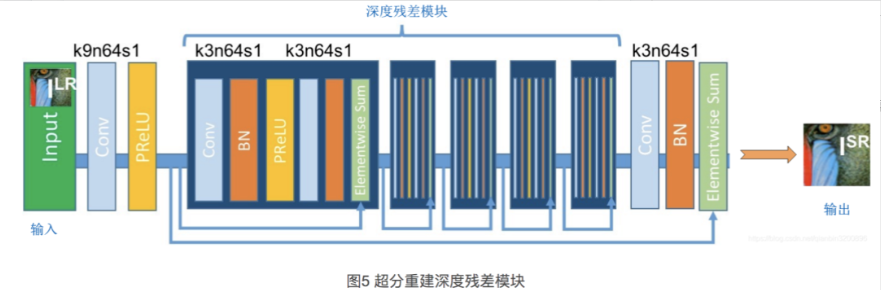 深度残差模块
k9n64s1
k3n64s1
k3n64s1
k3n64s1
I LR
Input
Conv
PReLU
Conv
BN
PReLU
Elementwise Sum
Conv
BN
Elementwise Sum
I SR
输入
输出
图5 超分重建深度残差模块